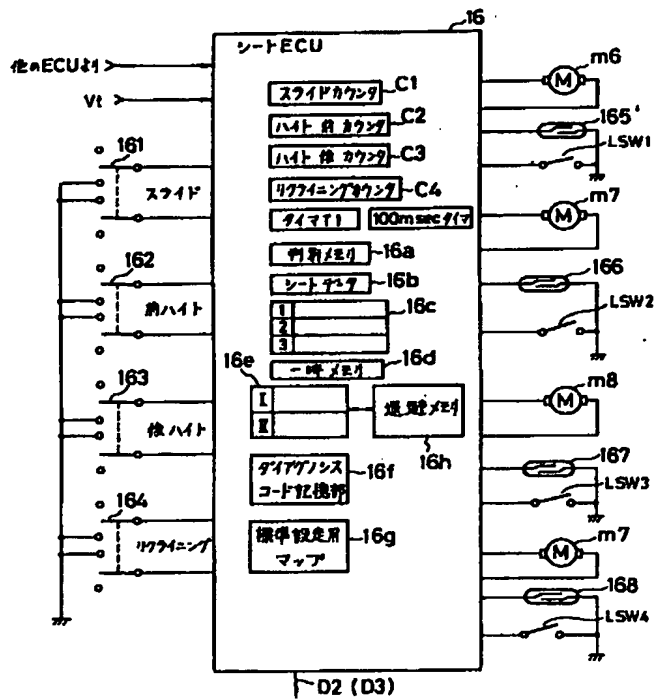 16
シートECU
他のECUより
Vt
スライドカウンタ C1
ハイト前カウンタ C2
ハイト後カウンタ C3
リクライニングカウンタ C4
タイマT1 100msecタイマ
判別メモリ 16a
シートデータ 16b
1
2
3
16c
一時メモリ 16d
16e
I
II
退避メモリ
16h
ダイアグノシス
コード記憶部
16f
標準設定用
マップ
16g
161
スライド
162
前ハイト
163
後ハイト
164
リクライニング
M m6
165'
LSW1
M m7
166
LSW2
M m8
167
LSW3
M m7
168
LSW4
D2 (D3)